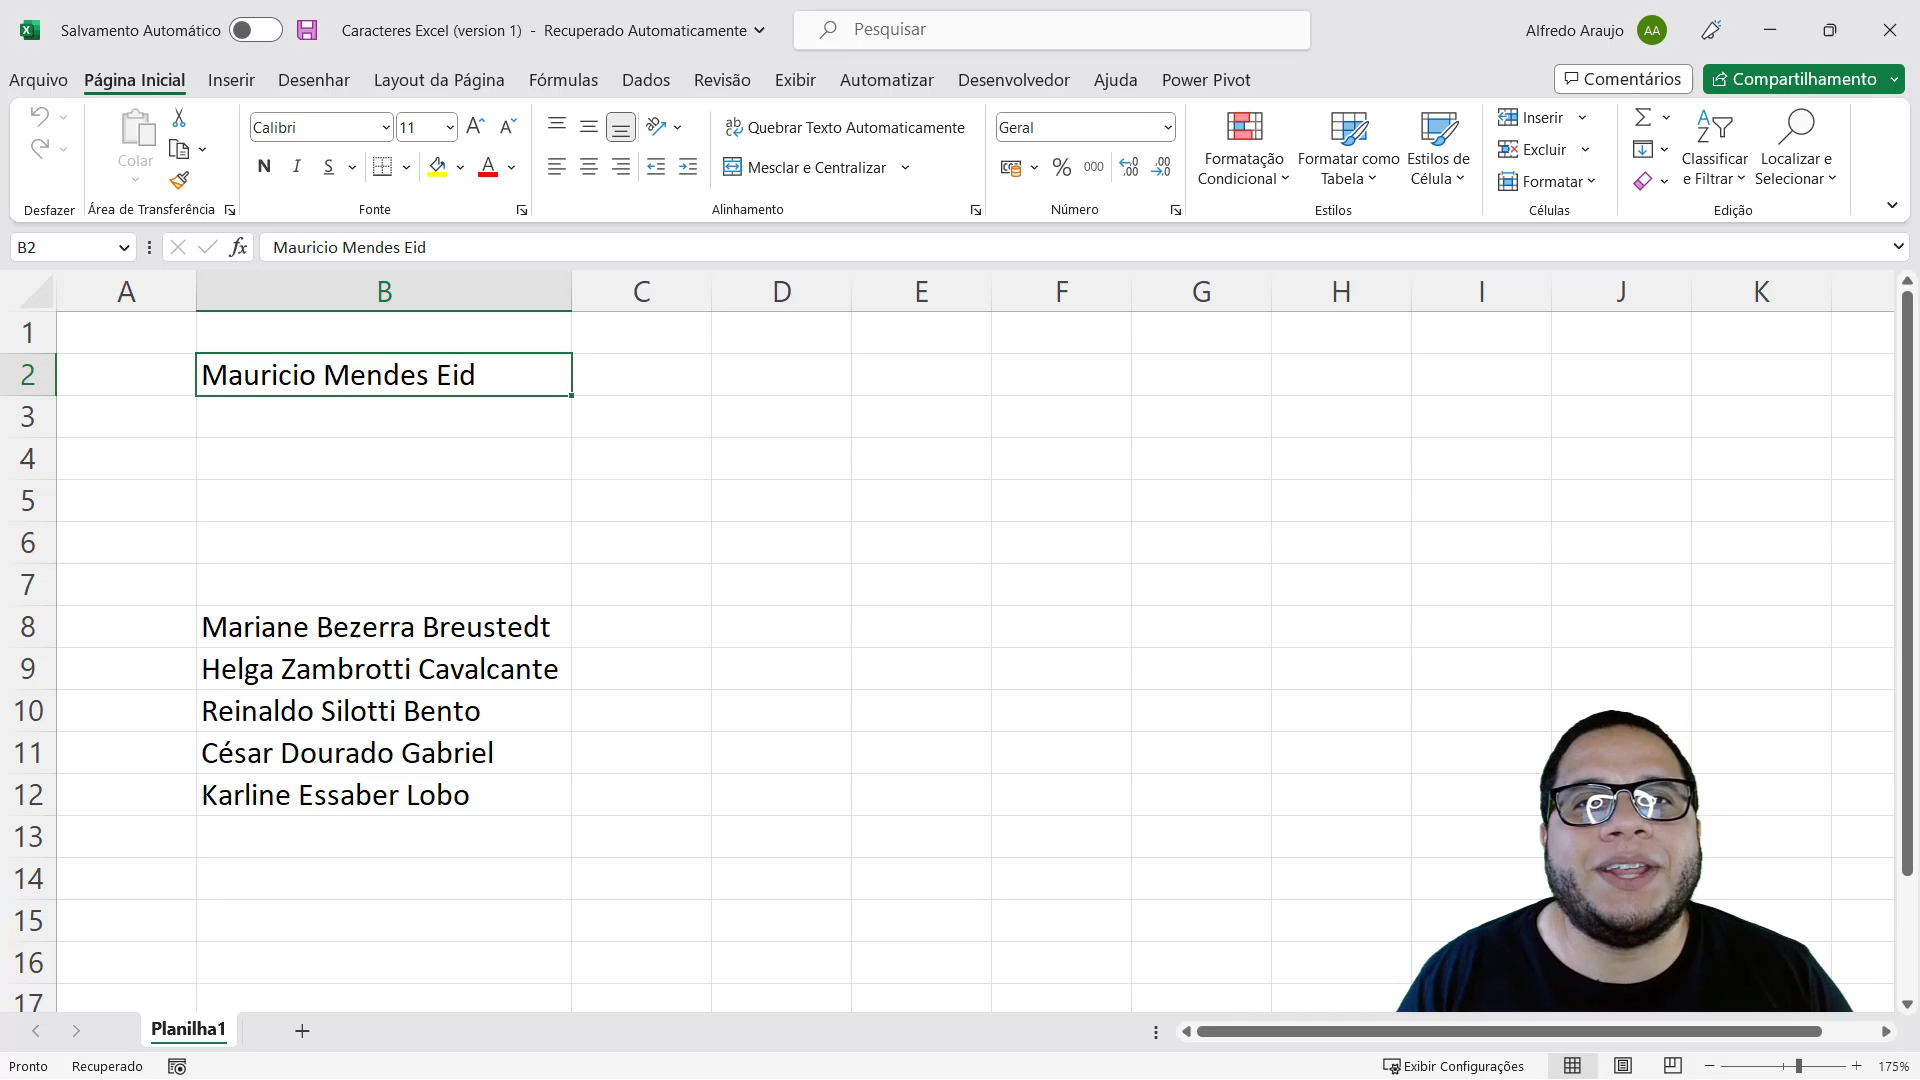 Salvamento Automático
Caracteres Excel (version 1) - Recuperado Automaticamente
Pesquisar
Alfredo Araujo
AA
Arquivo Página Inicial Inserir Desenhar Layout da Página Fórmulas Dados Revisão Exibir Automatizar Desenvolvedor Ajuda Power Pivot
Comentários
Compartilhamento
Colar
Desfazer
Área de Transferência
Calibri
11
N I S
Fonte
Quebrar Texto Automaticamente
Mesclar e Centralizar
Alinhamento
Geral
% 000
Número
Formatação Condicional
Formatar como Tabela
Estilos de Célula
Estilos
Inserir
Excluir
Formatar
Células
Classificar e Filtrar
Localizar e Selecionar
Edição
B2
fx
Mauricio Mendes Eid
A B C D E F G H I J K
1
2 Mauricio Mendes Eid
3
4
5
6
7
8 Mariane Bezerra Breustedt
9 Helga Zambrotti Cavalcante
10 Reinaldo Silotti Bento
11 César Dourado Gabriel
12 Karline Essaber Lobo
13
14
15
16
17
Planilha1
Pronto
Recuperado
Exibir Configurações
175%